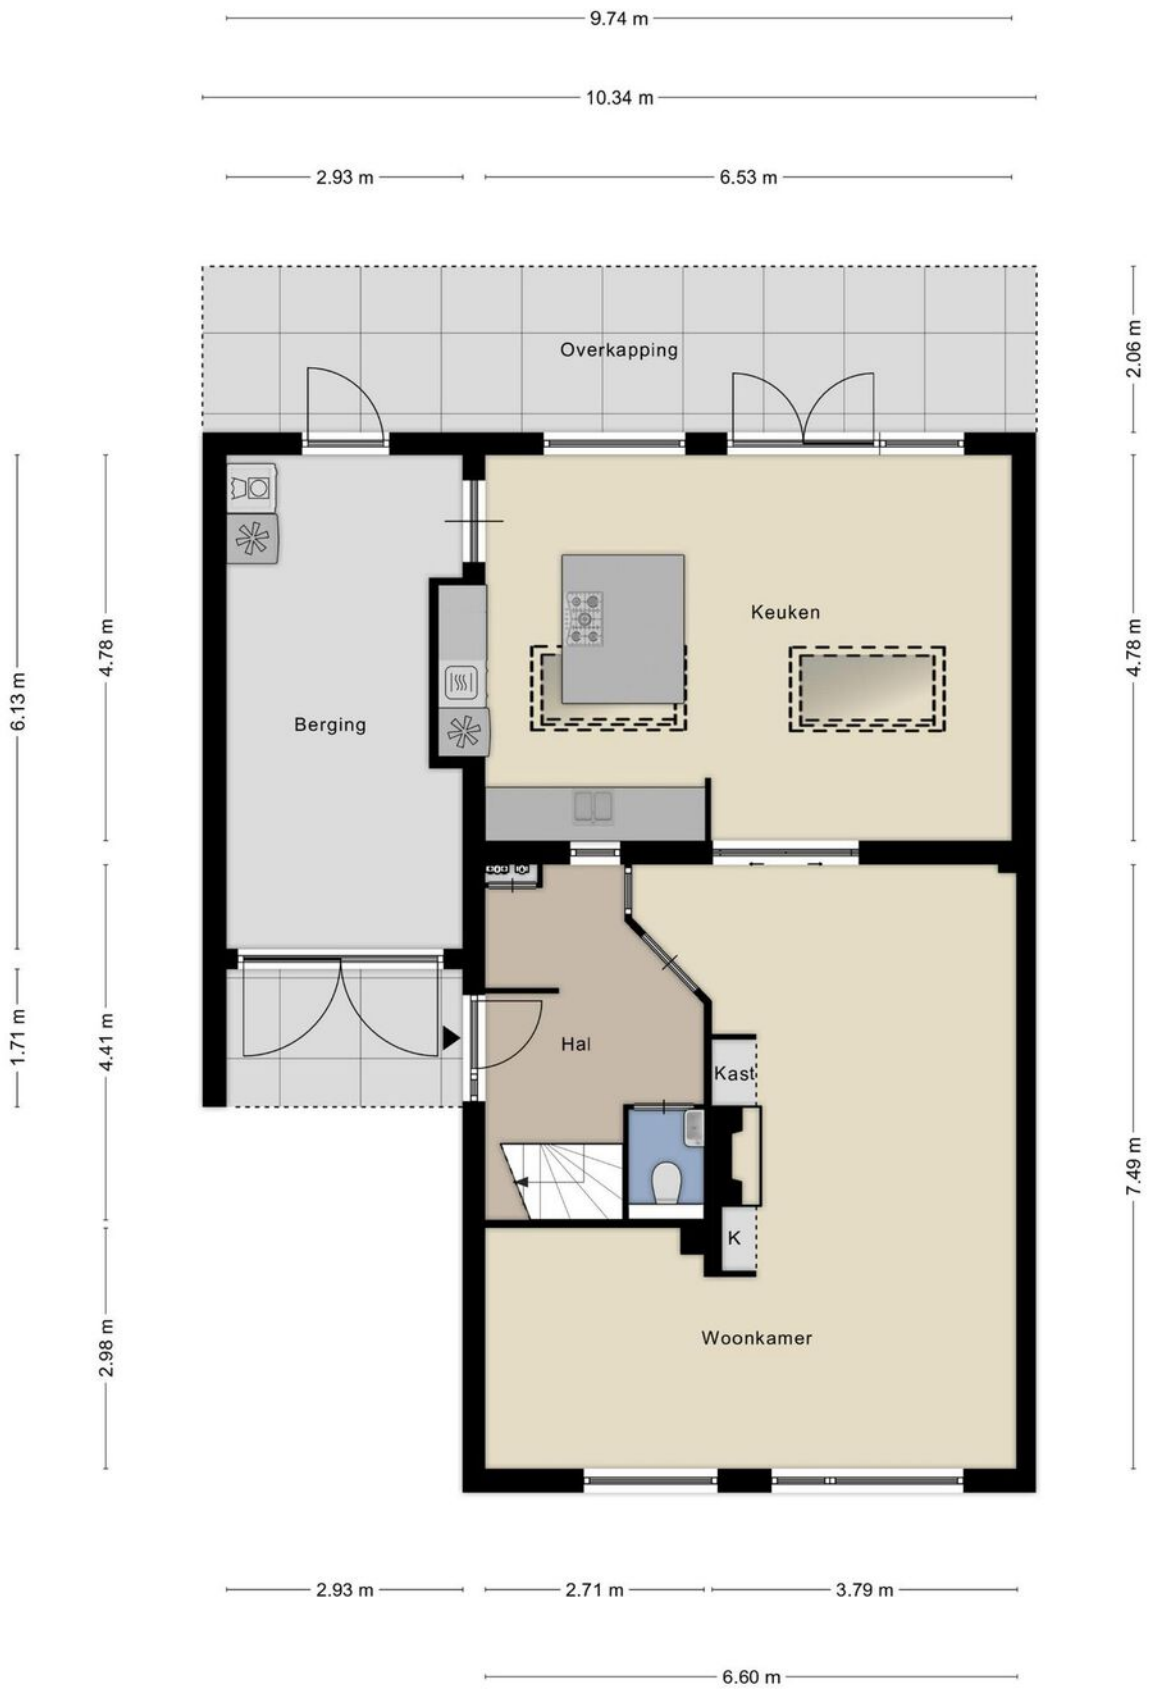 9.74 m
10.34 m
2.93 m
6.53 m
Overkapping
2.06 m
Keuken
4.78 m
4.78 m
6.13 m
Berging
Hal
Kast
1.71 m
4.41 m
7.49 m
K
Woonkamer
2.98 m
2.93 m
2.71 m
3.79 m
6.60 m